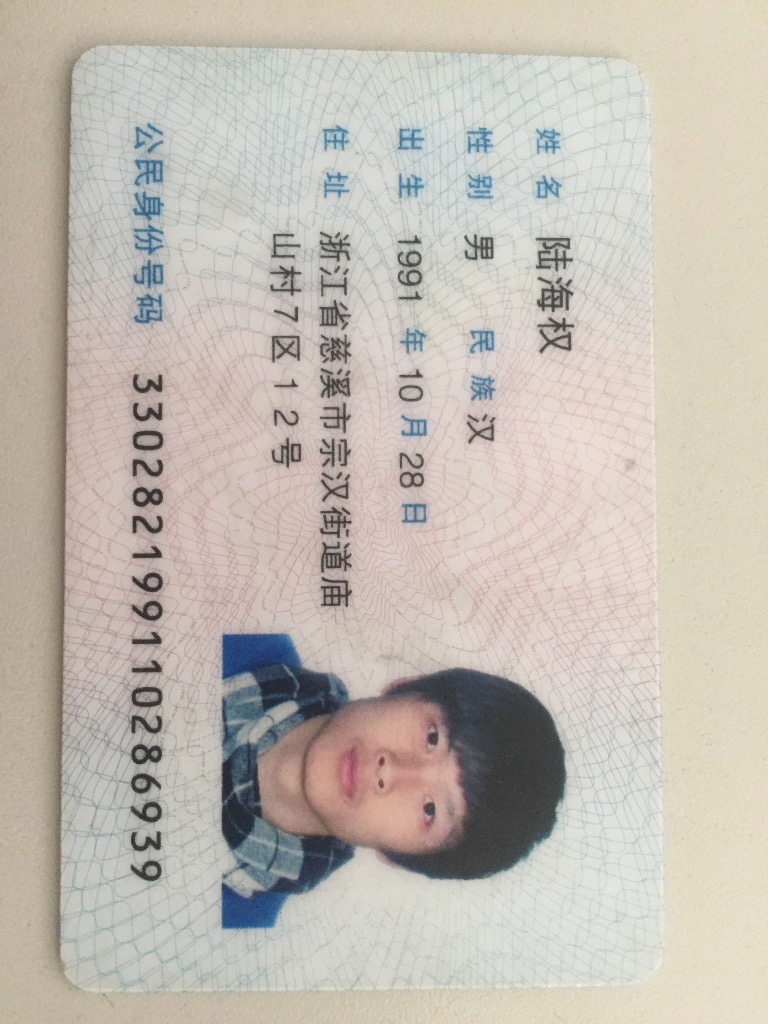 姓名 陆海权
性别 男 民族 汉
出生 1991 年 10 月 28 日
住址 浙江省慈溪市宗汉街道庙
山村7区12号
公民身份号码 330282199110286939